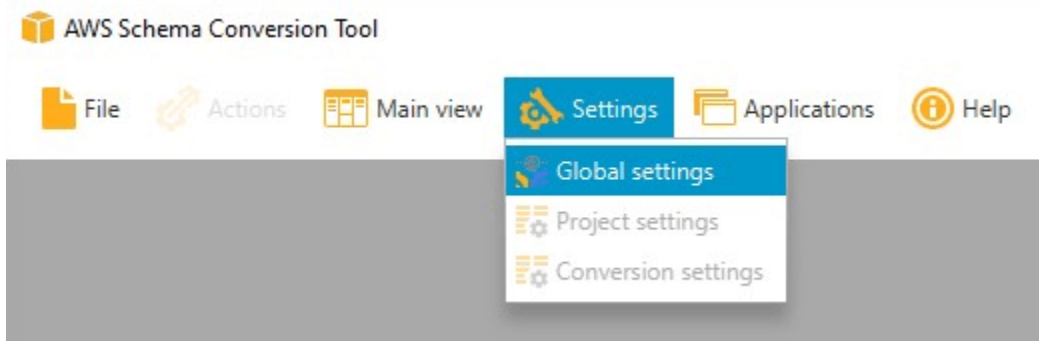 AWS Schema Conversion Tool
File Actions Main view Settings Applications Help
Global settings
Project settings
Conversion settings